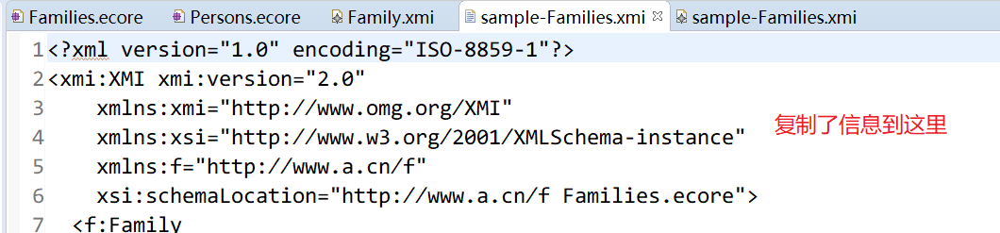 Families.ecore Persons.ecore Family.xmi sample-Families.xmi sample-Families.xmi
1 <?xml version="1.0" encoding="ISO-8859-1"?>
2 <xmi:XMI xmi:version="2.0"
3 xmlns:xmi="http://www.omg.org/XMI"
4 xmlns:xsi="http://www.w3.org/2001/XMLSchema-instance"
复制了信息到这里
5 xmlns:f="http://www.a.cn/f"
6 xsi:schemaLocation="http://www.a.cn/f Families.ecore">
7 <f:Family